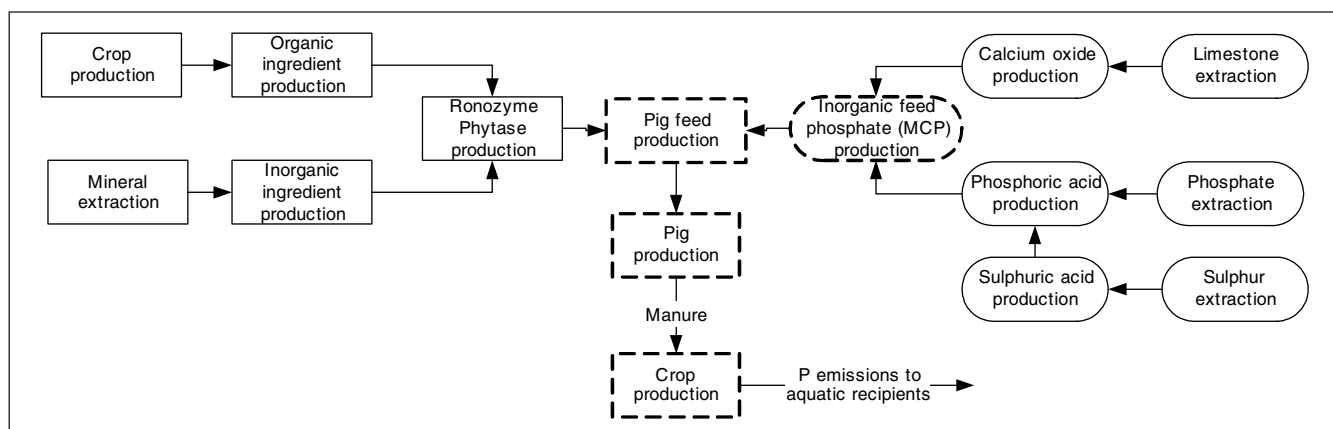 Crop
production
Organic
ingredient
production
Mineral
extraction
Inorganic
ingredient
production
Ronozyme
Phytase
production
Pig feed
production
Inorganic feed
phosphate (MCP)
production
Calcium oxide
production
Limestone
extraction
Phosphoric acid
production
Phosphate
extraction
Sulphuric acid
production
Sulphur
extraction
Pig
production
Manure
Crop
production
P emissions to
aquatic recipients